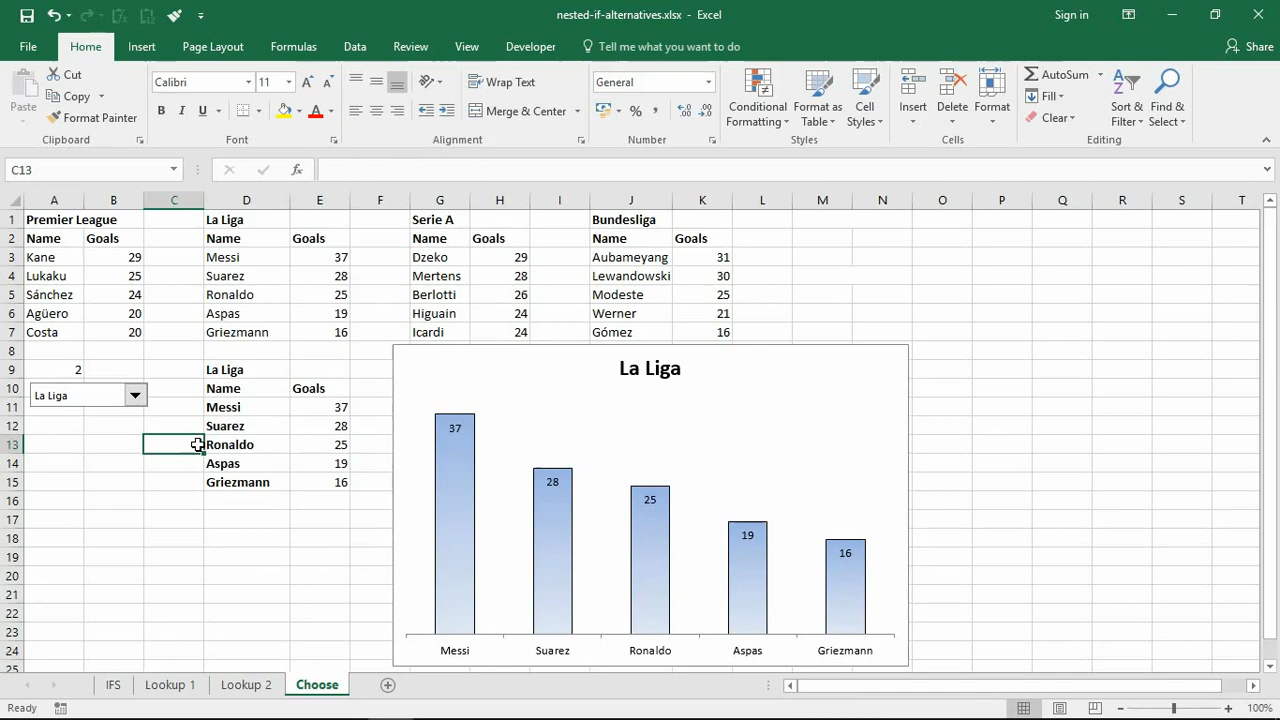 nested-if-alternatives.xlsx - Excel
Sign in
File Home Insert Page Layout Formulas Data Review View Developer Tell me what you want to do Share
Paste
Cut
Copy
Format Painter
Clipboard
Calibri 11
B I U
Font
Wrap Text
Merge & Center
Alignment
General
Number
Conditional Formatting
Format as Table
Cell Styles
Styles
Insert Delete Format
Cells
AutoSum
Fill
Clear
Sort & Filter
Find & Select
Editing
C13 fx
A B C D E F G H I J K L M N O P Q R S T
1 Premier League La Liga Serie A Bundesliga
2 Name Goals Name Goals Name Goals Name Goals
3 Kane 29 Messi 37 Dzeko 29 Aubameyang 31
4 Lukaku 25 Suarez 28 Mertens 28 Lewandowski 30
5 Sánchez 24 Ronaldo 25 Berlotti 26 Modeste 25
6 Agüero 20 Aspas 19 Higuain 24 Werner 21
7 Costa 20 Griezmann 16 Icardi 24 Gómez 16
8
9 2 La Liga
10 La Liga Name Goals
11 Messi 37
12 Suarez 28
13 Ronaldo 25
14 Aspas 19
15 Griezmann 16
16
17
18
19
20
21
22
23
24
25
La Liga
37 28 25 19 16
Messi Suarez Ronaldo Aspas Griezmann
IFS Lookup 1 Lookup 2 Choose
Ready 100%